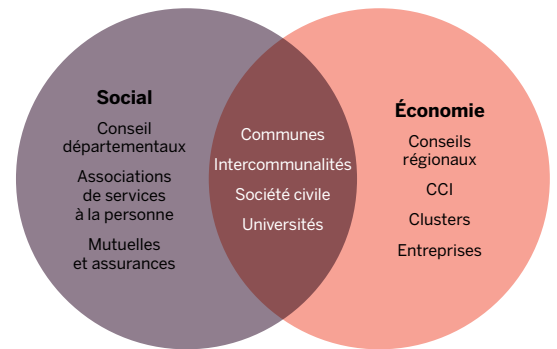 Social
Conseil
départementaux
Associations
de services
à la personne
Mutuelles
et assurances
Communes
Intercommunalités
Société civile
Universités
Économie
Conseils
régionaux
CCI
Clusters
Entreprises